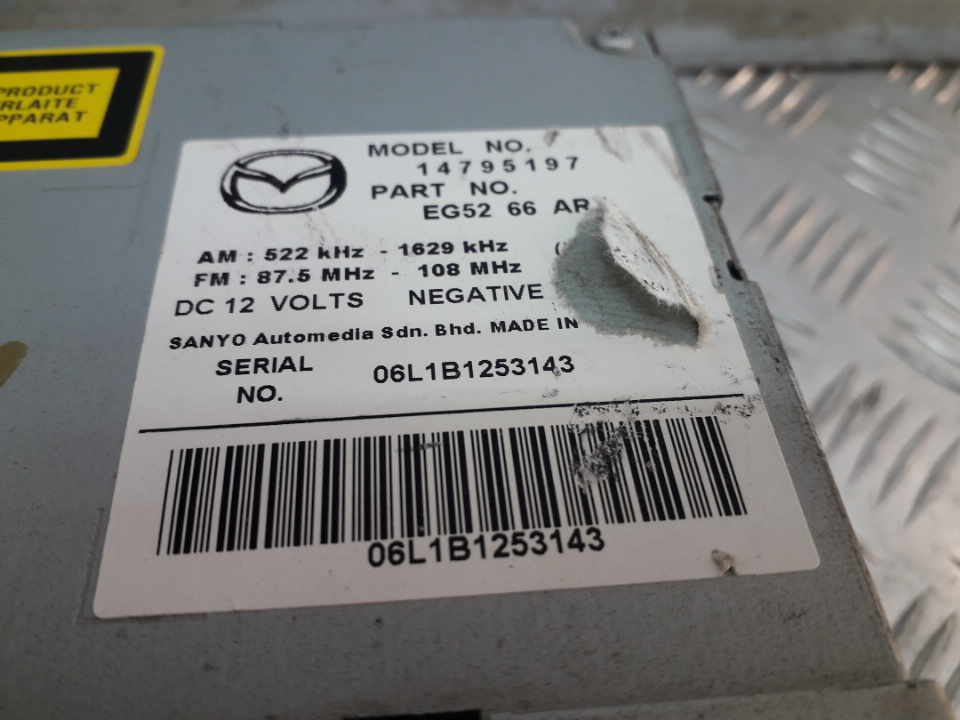 PRODUCT
RLAITE
PPARAT
MODEL NO.
14795197
PART NO.
EG52 66 AR
AM : 522 kHz - 1629 kHz (
FM : 87.5 MHz - 108 MHz
DC 12 VOLTS NEGATIVE
SANYO Automedia Sdn. Bhd. MADE IN
SERIAL
NO.
06L1B1253143
06L1B1253143